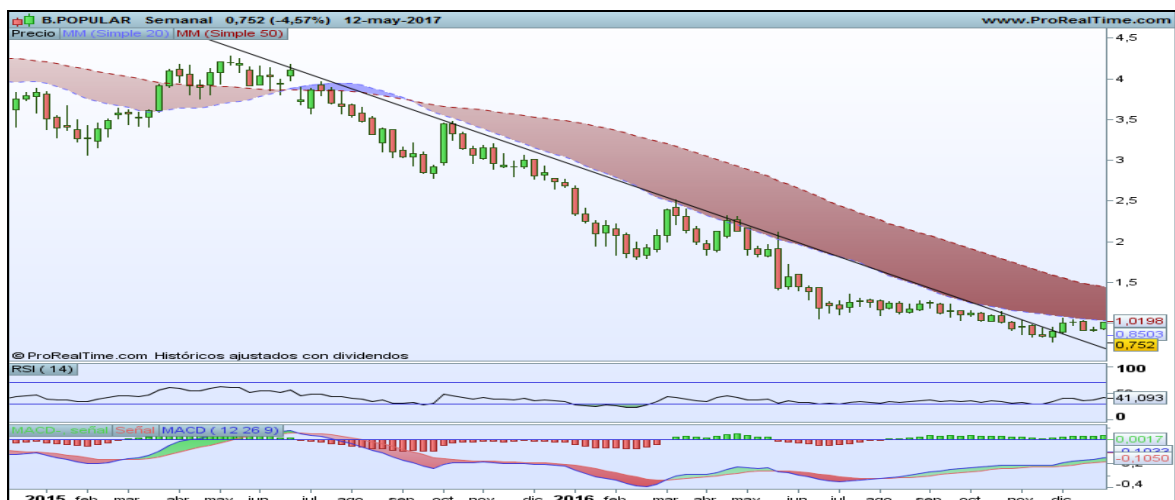 B.POPULAR Semanal 0,752 (-4,57%) 12-may-2017 www.ProRealTime.com
Precio MM (Simple 20) MM (Simple 50)
4,5
4
3,5
3
2,5
2
1,5
1,0198
0,8503
0,752
© ProRealTime.com Históricos ajustados con dividendos
RSI ( 14)
100
41,093
0
MACD - señal Señal MACD ( 12 26 9)
0,0017
-0,1033
-0,1050
-0,4
2015 feb mar abr may jun jul ago sep oct nov dic 2016 feb mar abr may jun jul ago sep oct nov dic